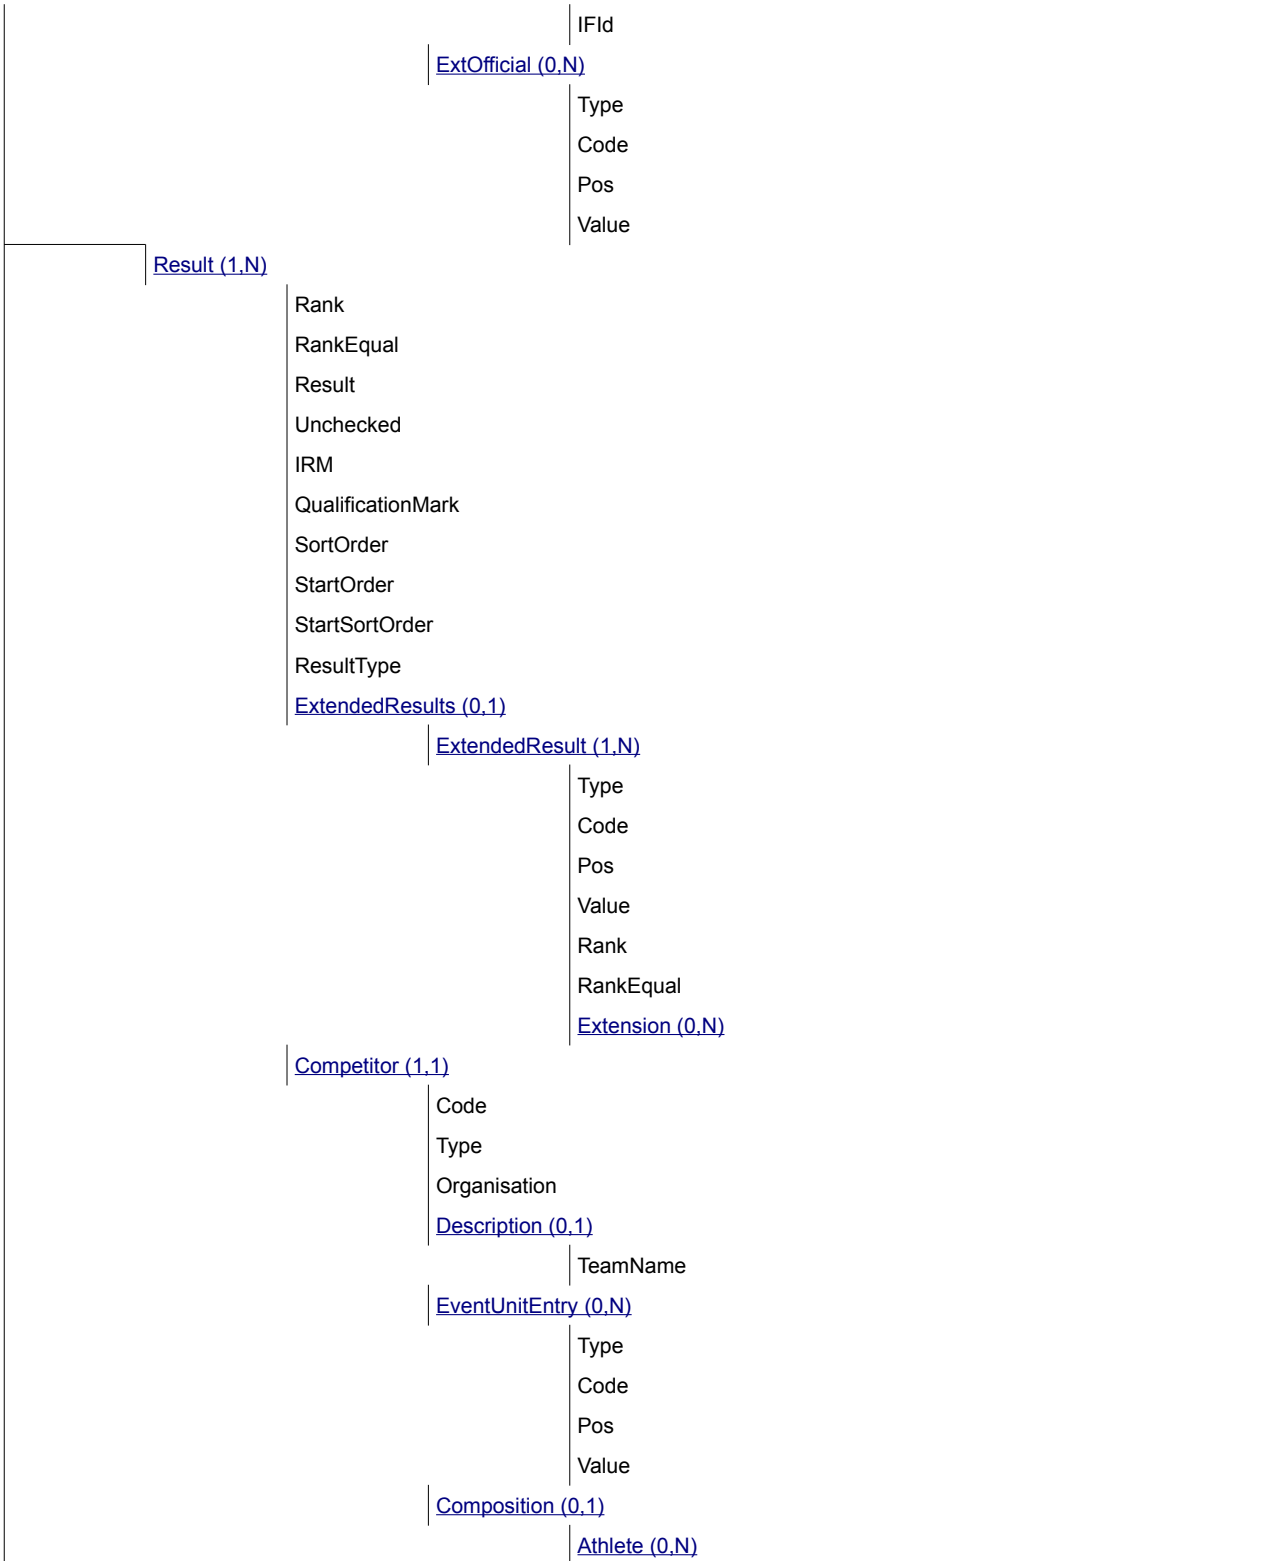 IFId
ExtOfficial (0,N)
Type
Code
Pos
Value
Result (1,N)
Rank
RankEqual
Result
Unchecked
IRM
QualificationMark
SortOrder
StartOrder
StartSortOrder
ResultType
ExtendedResults (0,1)
ExtendedResult (1,N)
Type
Code
Pos
Value
Rank
RankEqual
Extension (0,N)
Competitor (1,1)
Code
Type
Organisation
Description (0,1)
TeamName
EventUnitEntry (0,N)
Type
Code
Pos
Value
Composition (0,1)
Athlete (0,N)